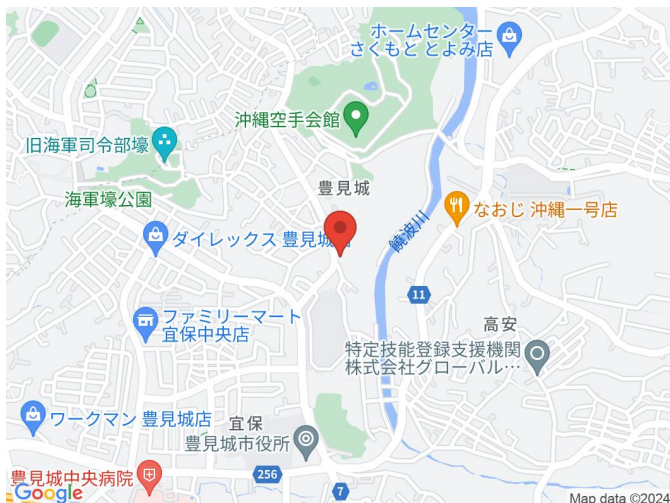 ホームセンター
さくもと とよみ店
沖縄空手会館
旧海軍司令部壕
豊見城
海軍壕公園
なおじ 沖縄一号店
ダイレックス 豊見城店
饒波川
11
ファミリーマート
宜保中央店
高安
特定技能登録支援機関
株式会社グローバル…
ワークマン 豊見城店
宜保
豊見城市役所
256
豊見城中央病院
7
Google
Map data ©2024